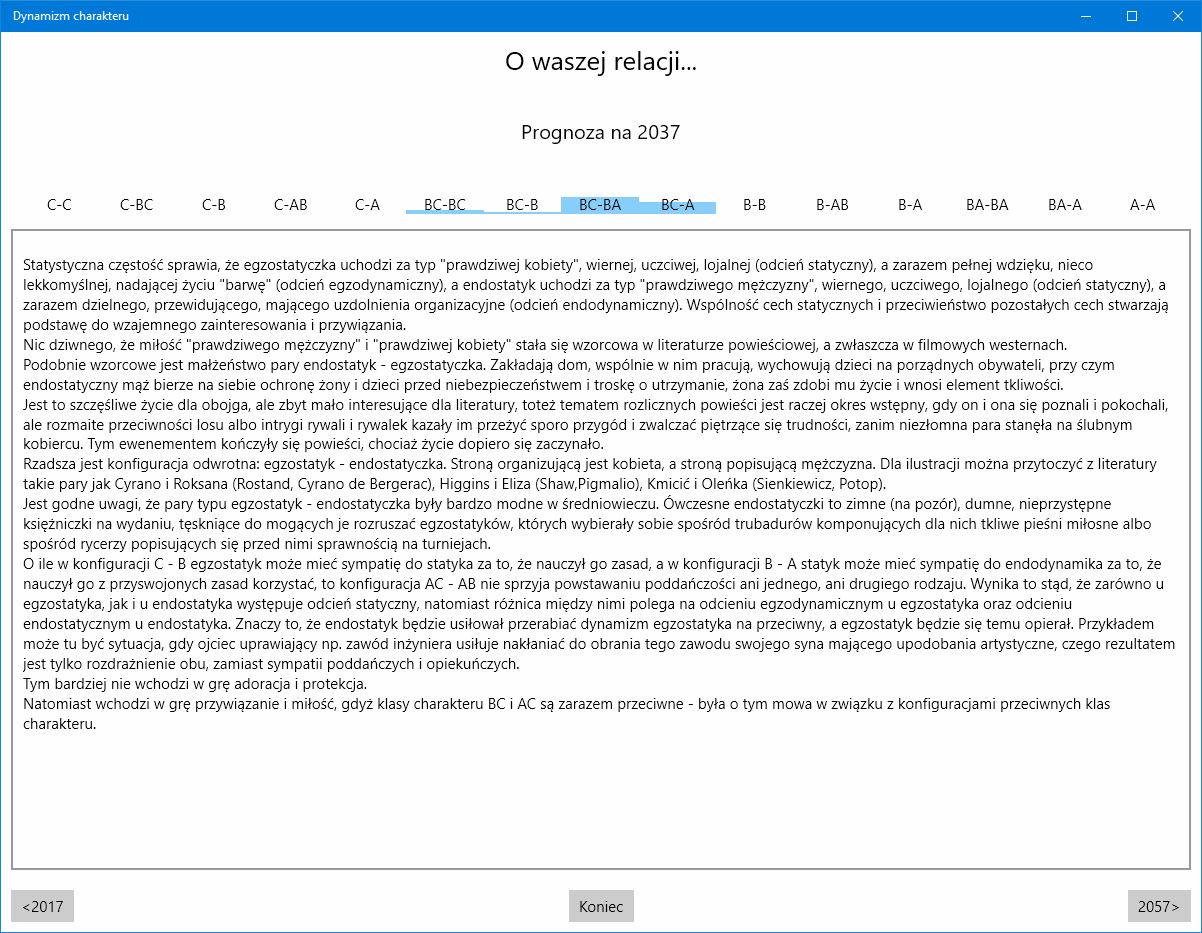 Dynamizm charakteru
O waszej relacji...
Prognoza na 2037
C-C C-BC C-B C-AB C-A BC-BC BC-B BC-BA BC-A B-B B-AB B-A BA-BA BA-A A-A
Statystyczna częstość sprawia, że egzostatyczka uchodzi za typ "prawdziwej kobiety", wiernej, uczciwej, lojalnej (odcień statyczny), a zarazem pełnej wdzięku, nieco
lekkomyślnej, nadającej życiu "barwę" (odcień egzodynamiczny), a endostatyk uchodzi za typ "prawdziwego mężczyzny", wiernego, uczciwego, lojalnego (odcień statyczny), a
zarazem dzielnego, przewidującego, mającego uzdolnienia organizacyjne (odcień endodynamiczny). Wspólność cech statycznych i przeciwieństwo pozostałych cech stwarzają
podstawę do wzajemnego zainteresowania i przywiązania.
Nic dziwnego, że miłość "prawdziwego mężczyzny" i "prawdziwej kobiety" stała się wzorcowa w literaturze powieściowej, a zwłaszcza w filmowych westernach.
Podobnie wzorcowe jest małżeństwo pary endostatyk - egzostatyczka. Zakładają dom, wspólnie w nim pracują, wychowują dzieci na porządnych obywateli, przy czym
endostatyczny mąż bierze na siebie ochronę żony i dzieci przed niebezpieczeństwem i troskę o utrzymanie, żona zaś zdobi mu życie i wnosi element tkliwości.
Jest to szczęśliwe życie dla obojga, ale zbyt mało interesujące dla literatury, toteż tematem rozlicznych powieści jest raczej okres wstępny, gdy on i ona się poznali i pokochali,
ale rozmaite przeciwności losu albo intrygi rywali i rywalek kazały im przeżyć sporo przygód i zwalczać piętrzące się trudności, zanim niezłomna para stanęła na ślubnym
kobiercu. Tym ewenementem kończyły się powieści, chociaż życie dopiero się zaczynało.
Rzadsza jest konfiguracja odwrotna: egzostatyk - endostatyczka. Stroną organizującą jest kobieta, a stroną popisującą mężczyzna. Dla ilustracji można przytoczyć z literatury
takie pary jak Cyrano i Roksana (Rostand, Cyrano de Bergerac), Higgins i Eliza (Shaw,Pigmalio), Kmicić i Oleńka (Sienkiewicz, Potop).
Jest godne uwagi, że pary typu egzostatyk - endostatyczka były bardzo modne w średniowieczu. Ówczesne endostatyczki to zimne (na pozór), dumne, nieprzystępne
księżniczki na wydaniu, tęskniące do mogących je rozruszać egzostatyków, których wybierały sobie spośród trubadurów komponujących dla nich tkliwe pieśni miłosne albo
spośród rycerzy popisujących się przed nimi sprawnością na turniejach.
O ile w konfiguracji C - B egzostatyk może mieć sympatię do statyka za to, że nauczył go zasad, a w konfiguracji B - A statyk może mieć sympatię do endodynamika za to, że
nauczył go z przyswojonych zasad korzystać, to konfiguracja AC - AB nie sprzyja powstawaniu poddańczości ani jednego, ani drugiego rodzaju. Wynika to stąd, że zarówno u
egzostatyka, jak i u endostatyka występuje odcień statyczny, natomiast różnica między nimi polega na odcieniu egzodynamicznym u egzostatyka oraz odcieniu
endostatycznym u endostatyka. Znaczy to, że endostatyk będzie usiłował przerabiać dynamizm egzostatyka na przeciwny, a egzostatyk będzie się temu opierał. Przykładem
może tu być sytuacja, gdy ojciec uprawiający np. zawód inżyniera usiłuje nakłaniać do obrania tego zawodu swojego syna mającego upodobania artystyczne, czego rezultatem
jest tylko rozdrażnienie obu, zamiast sympatii poddańczych i opiekuńczych.
Tym bardziej nie wchodzi w grę adoracja i protekcja.
Natomiast wchodzi w grę przywiązanie i miłość, gdyż klasy charakteru BC i AC są zarazem przeciwne - była o tym mowa w związku z konfiguracjami przeciwnych klas
charakteru.
<2017 Koniec 2057>